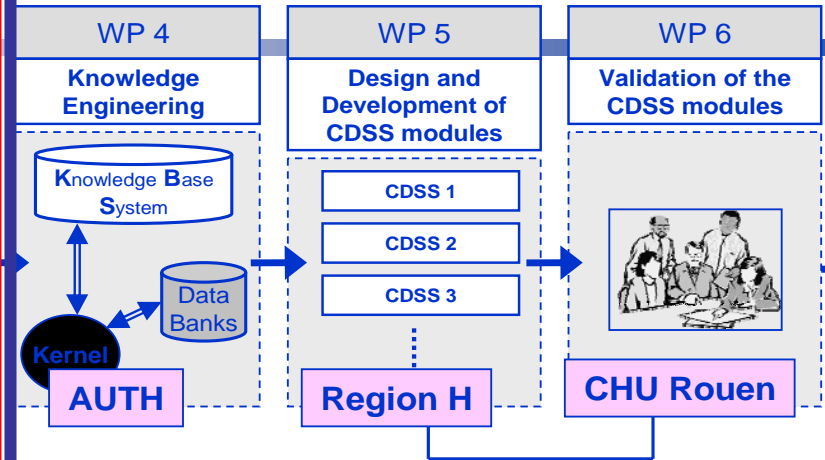 WP 4
Knowledge
Engineering
Knowledge Base
System
Data
Banks
Kernel
AUTH
WP 5
Design and
Development of
CDSS modules
CDSS 1
CDSS 2
CDSS 3
Region H
WP 6
Validation of the
CDSS modules
CHU Rouen